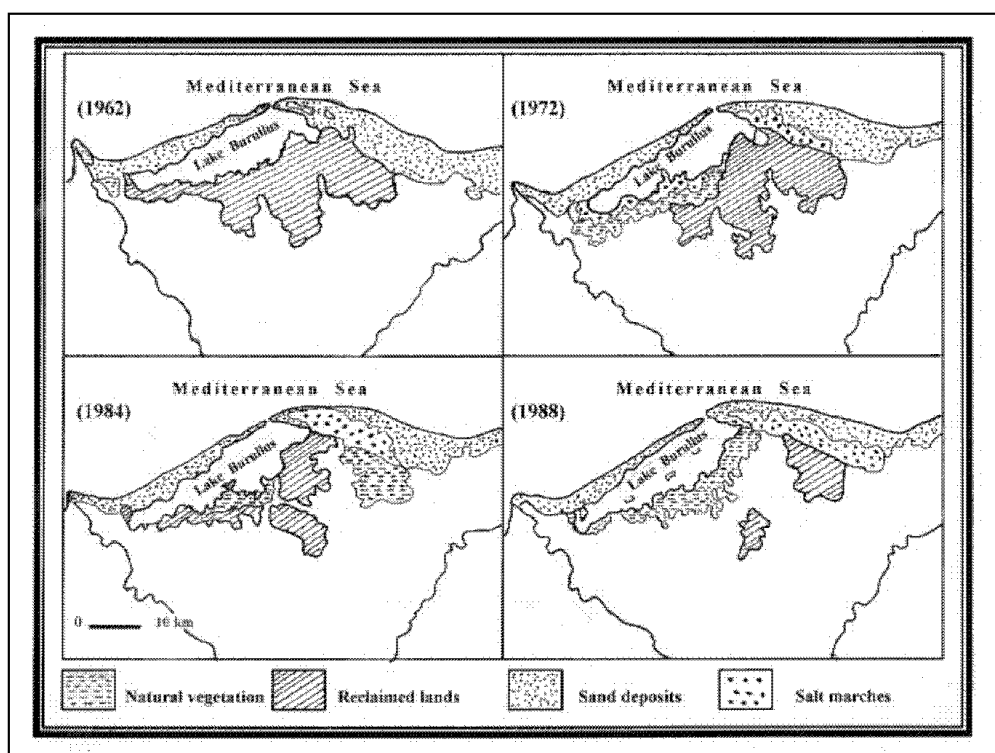 Mediterranean Sea
(1962)
Lake Burullus
Mediterranean Sea
(1972)
Lake Burullus
Mediterranean Sea
(1984)
Lake Burullus
0 16 km
Mediterranean Sea
(1988)
Lake Burullus
Natural vegetation
Reclaimed lands
Sand deposits
Salt marches